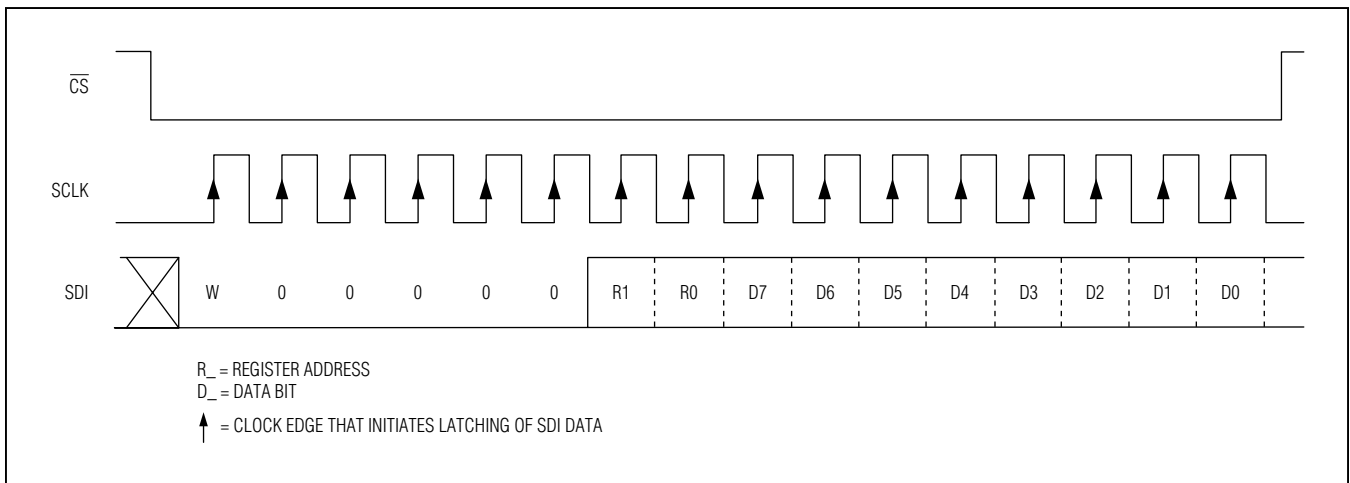 C̅S̅
SCLK
SDI W 0 0 0 0 0 R1 R0 D7 D6 D5 D4 D3 D2 D1 D0
R_ = REGISTER ADDRESS
D_ = DATA BIT
= CLOCK EDGE THAT INITIATES LATCHING OF SDI DATA